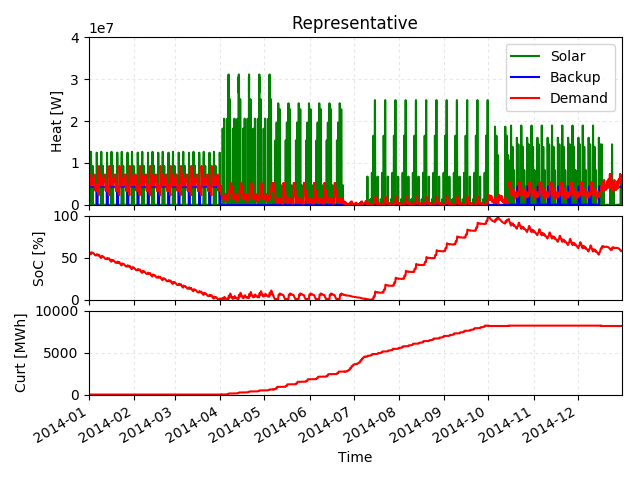 Representative
1e7
4
3
2
1
0
Heat [W]
Solar
Backup
Demand
100
50
0
SoC [%]
10000
5000
0
Curt [MWh]
2014-01
2014-02
2014-03
2014-04
2014-05
2014-06
2014-07
2014-08
2014-09
2014-10
2014-11
2014-12
Time